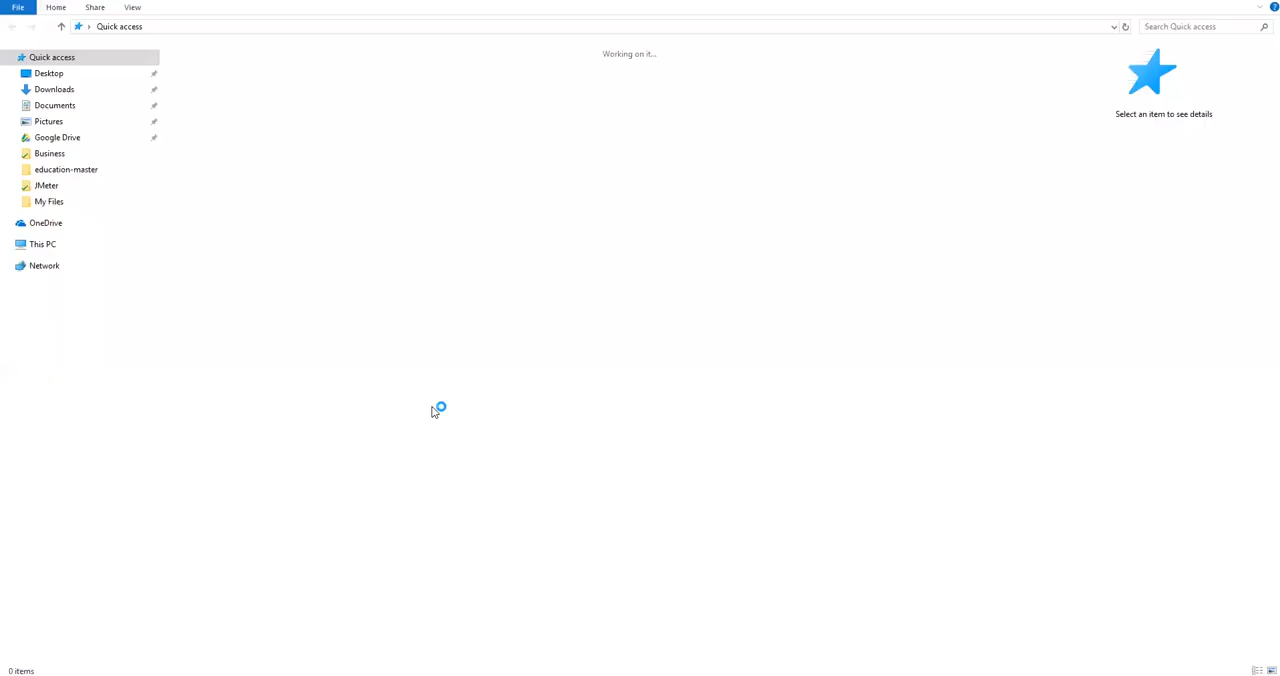 File Home Share View
Quick access
Search Quick access
Working on it...
Quick access
Desktop
Downloads
Documents
Pictures
Google Drive
Business
education-master
JMeter
My Files
OneDrive
This PC
Network
Select an item to see details
0 items